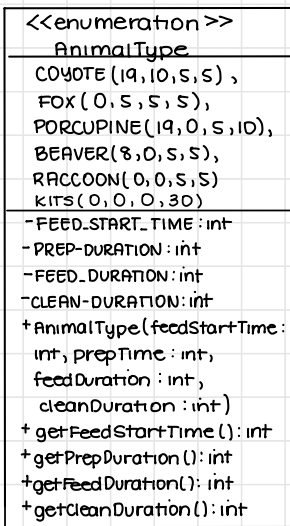 <<enumeration>>
AnimalType
COYOTE (19,10,5,5),
FOX (0,5,5,5),
PORCUPINE(19,0,5,10),
BEAVER(8,0,5,5),
RACCOON(0,0,5,5)
KITS(0,0,0,30)
-FEED_START_TIME: int
-PREP-DURATION: int
-FEED_DURATION: int
-CLEAN-DURATION: int
+AnimalType(feedStartTime:
int, prepTime: int,
feedDuration: int,
cleanDuration: int)
+ getFeedStartTime(): int
+ getPrepDuration(): int
+getFeedDuration(): int
+getCleanDuration(): int